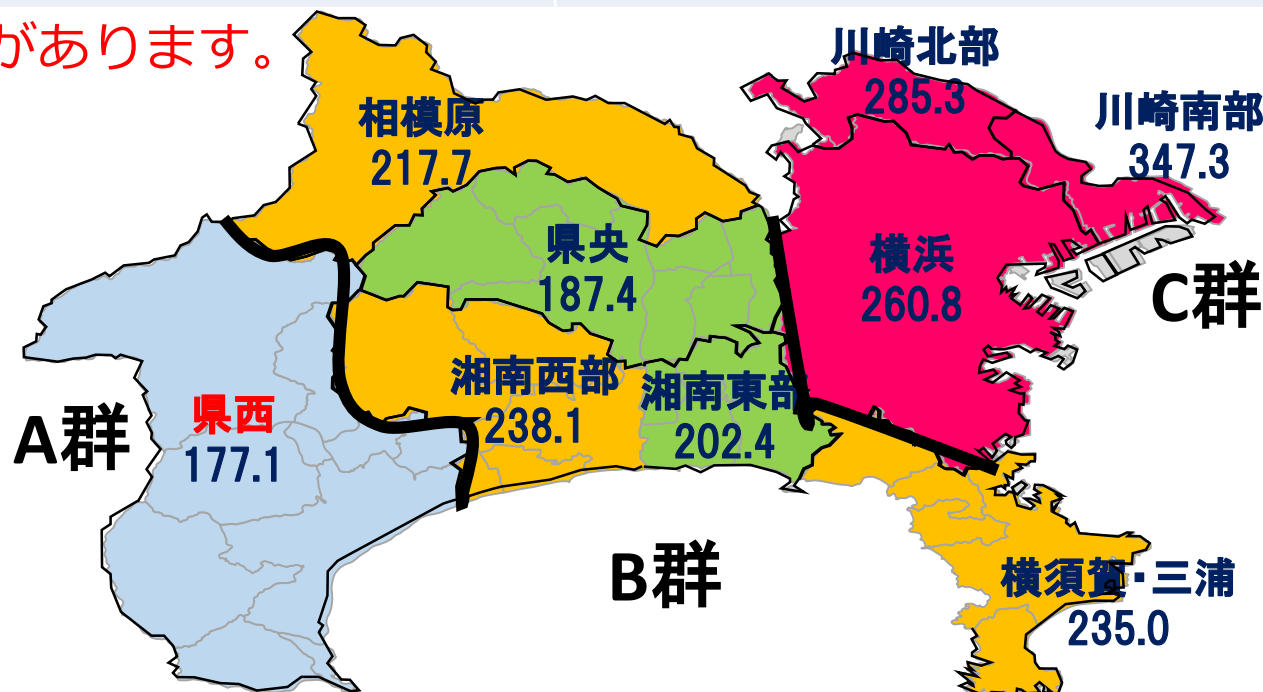 があります。
川崎北部
285.3
川崎南部
347.3
相模原
217.7
県央
187.4
横浜
260.8
C群
湘南西部
238.1
湘南東部
202.4
県西
177.1
A群
B群
横須賀・三浦
235.0